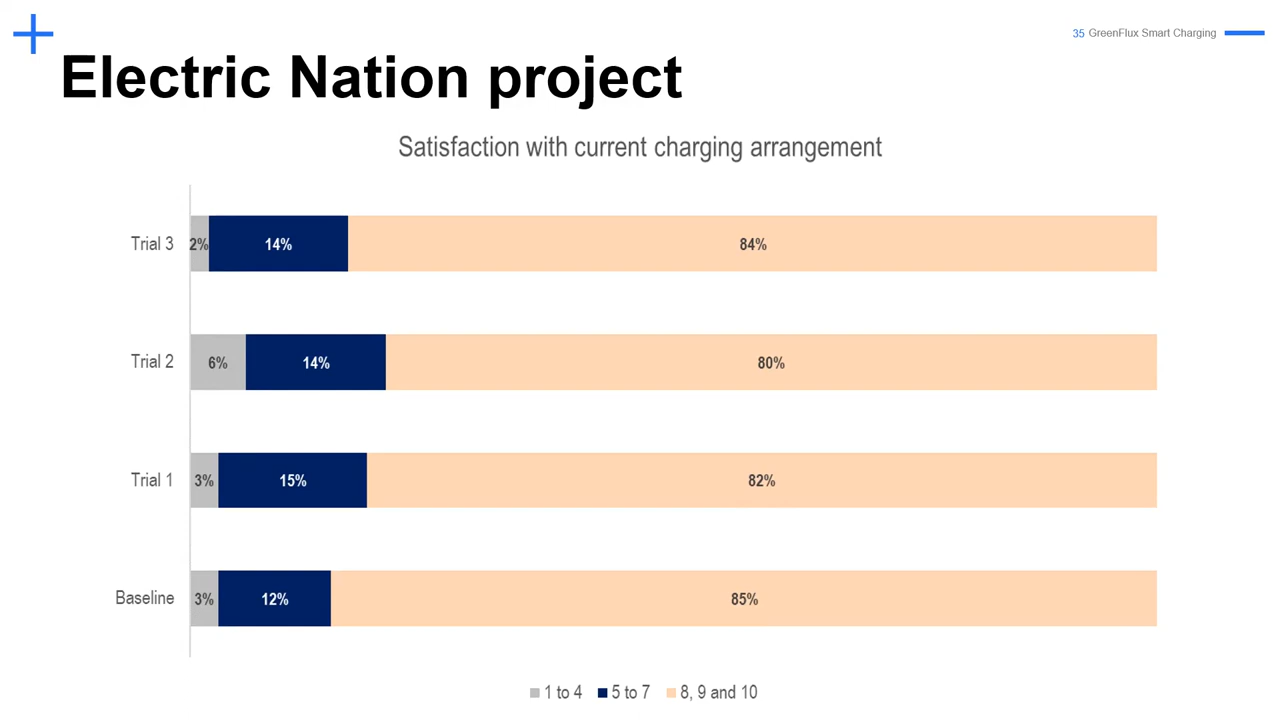 35 GreenFlux Smart Charging
Electric Nation project
Satisfaction with current charging arrangement
Trial 3 2% 14% 84%
Trial 2 6% 14% 80%
Trial 1 3% 15% 82%
Baseline 3% 12% 85%
1 to 4 5 to 7 8, 9 and 10